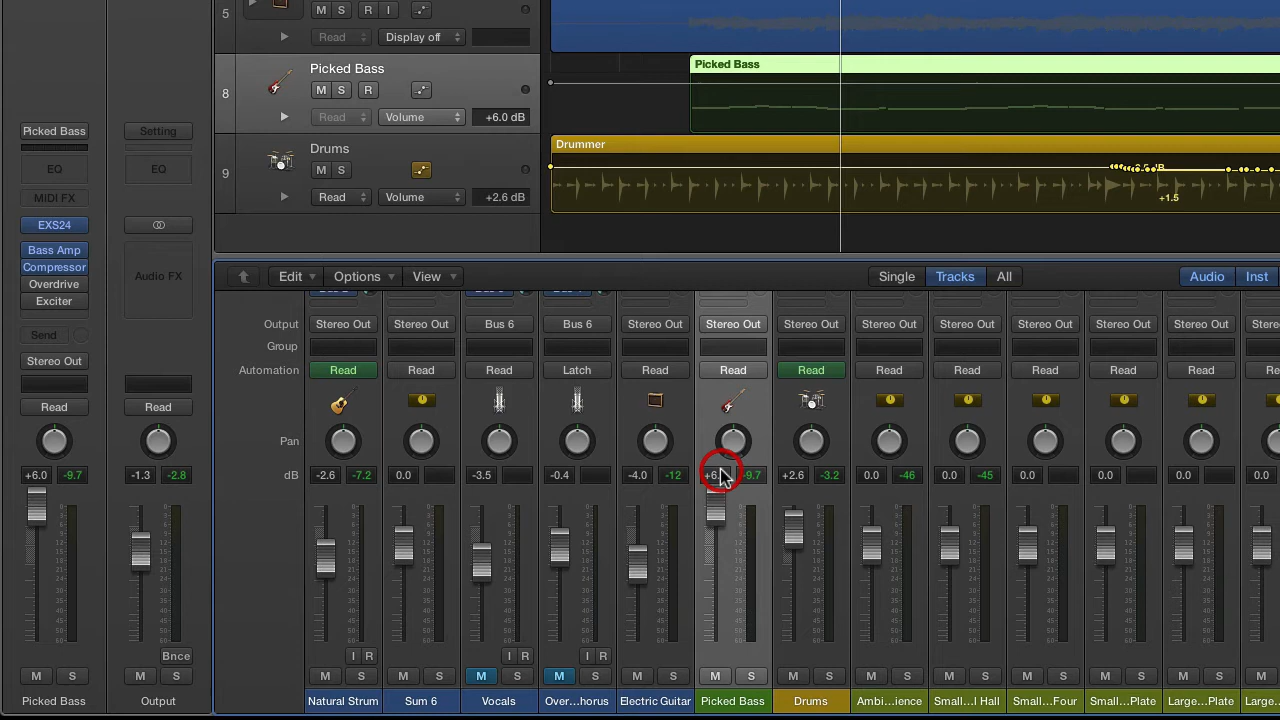 5
M S R I
Read Display off
Picked Bass
8
M S R
Read Volume +6.0 dB
Drums
9
M S
Read Volume +2.6 dB
Picked Bass
Drummer
+1.5
Picked Bass
EQ
MIDI FX
EXS24
Bass Amp
Compressor
Overdrive
Exciter
Send
Stereo Out
Read
+6.0 -9.7
M S
Picked Bass
Setting
EQ
Audio FX
Read
-1.3 -2.8
Bnce
M S
Output
Edit Options View Single Tracks All Audio Inst
Output Stereo Out Stereo Out Bus 6 Bus 6 Stereo Out Stereo Out Stereo Out Stereo Out Stereo Out Stereo Out Stereo Out Stereo
Group
Automation Read Read Read Latch Read Read Read Read Read Read Read Read
Pan
dB -2.6 -7.2 0.0 -3.5 -0.4 -4.0 -12 -9.7 +2.6 -3.2 0.0 -46 0.0 -45 0.0 0.0 0.0 0.0
I R I R I R
M S M S M S M S M S M S M S M S M S M S M S M S M
Natural Strum Sum 6 Vocals Over...horus Electric Guitar Picked Bass Drums Ambi...ience Small...l Hall Small...Four Small...Plate Large...Plate Large...